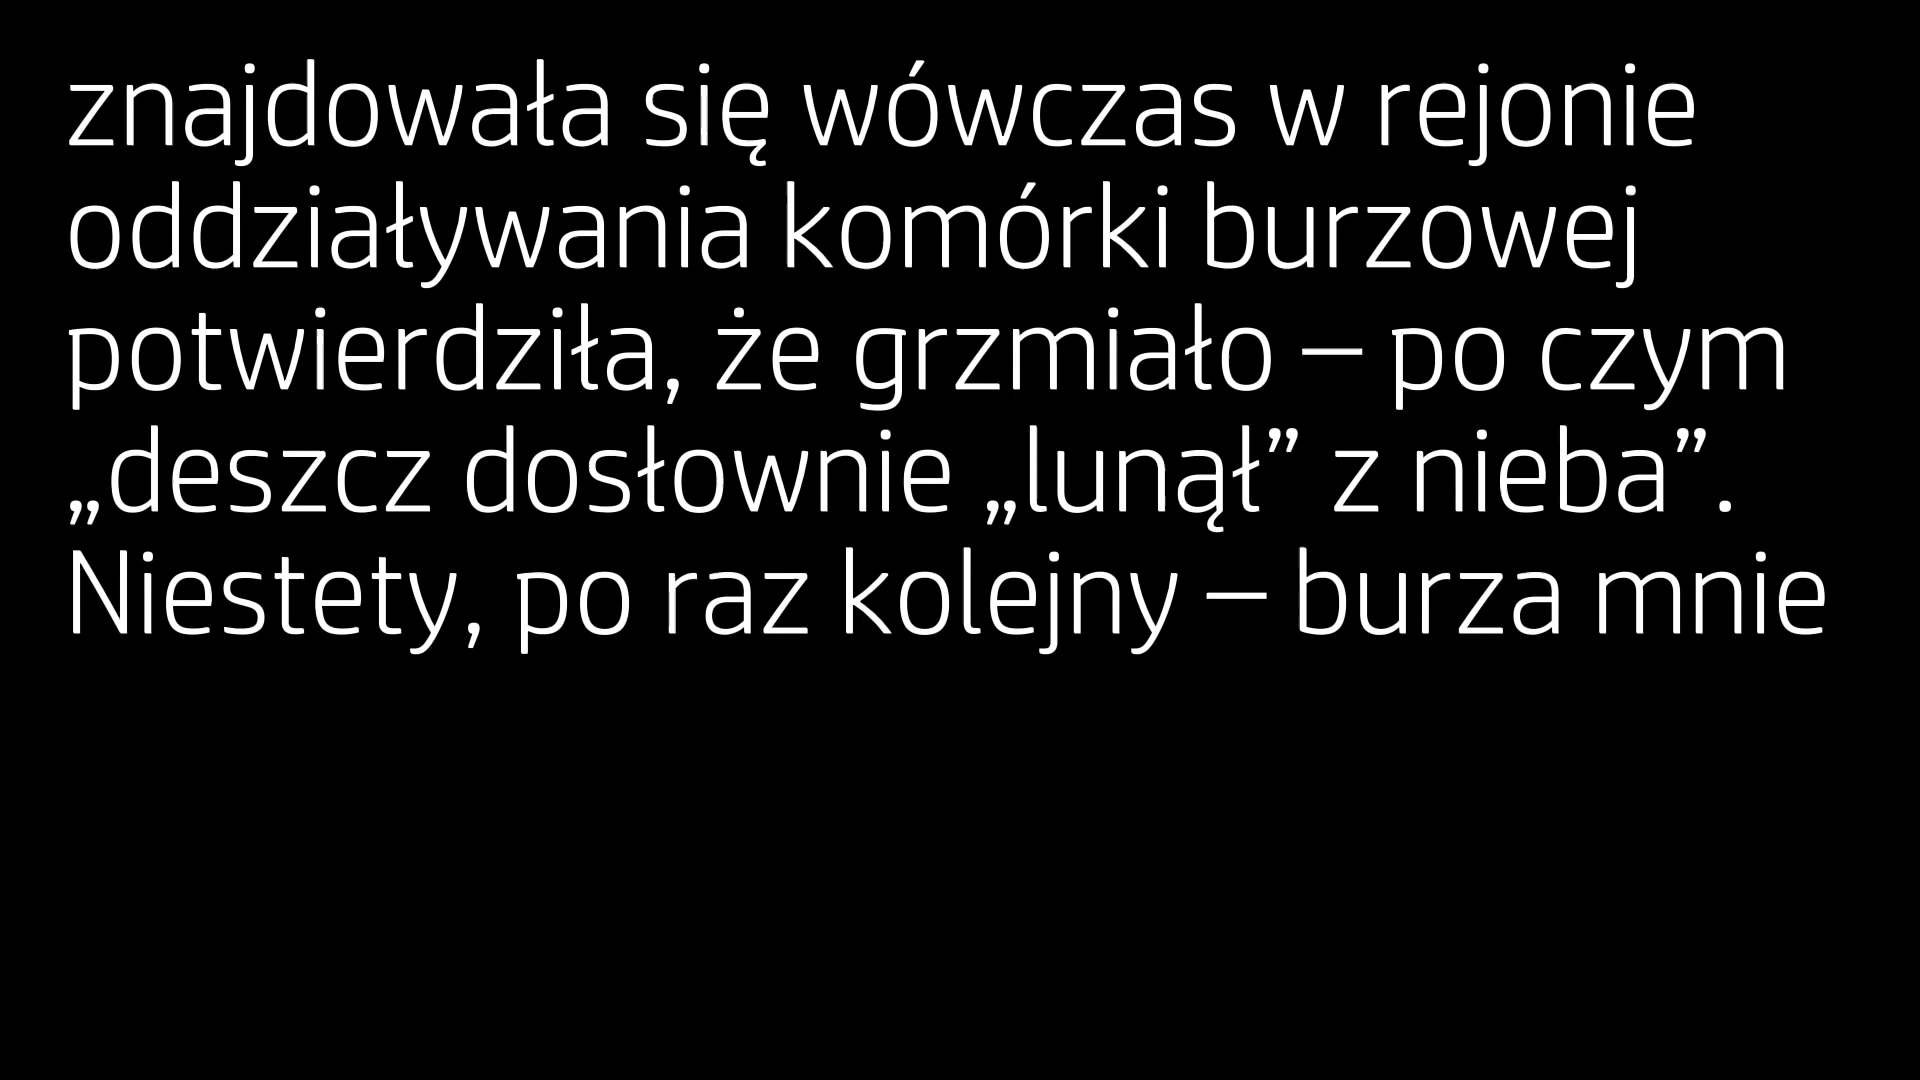 znajdowała się wówczas w rejonie
oddziaływania komórki burzowej
potwierdziła, że grzmiało – po czym
„deszcz dosłownie „lunął” z nieba”.
Niestety, po raz kolejny – burza mnie